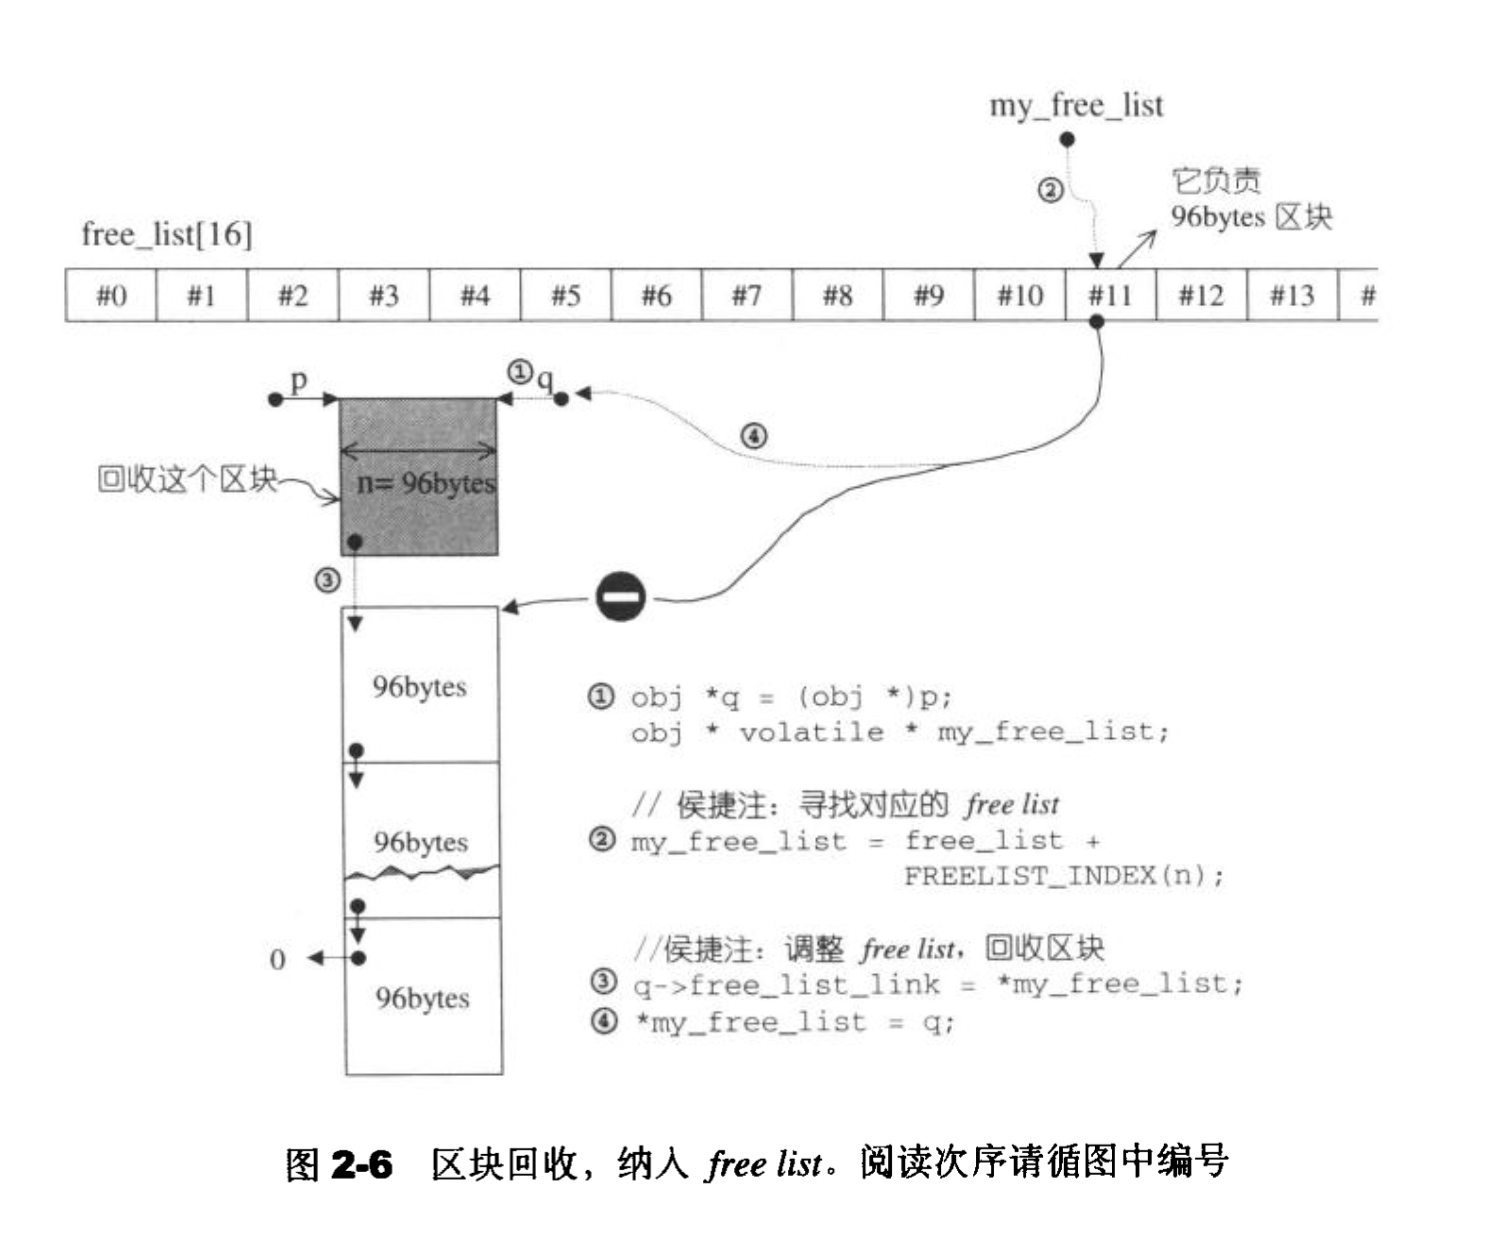 my_free_list
②
它负责
96bytes 区块
free_list[16]
#0 #1 #2 #3 #4 #5 #6 #7 #8 #9 #10 #11 #12 #13 #
p
① q
④
回收这个区块
n= 96bytes
③
96bytes
96bytes
0
96bytes
① obj *q = (obj *)p;
obj * volatile * my_free_list;
// 侯捷注：寻找对应的 free list
② my_free_list = free_list +
FREELIST_INDEX(n);
//侯捷注：调整 free list，回收区块
③ q->free_list_link = *my_free_list;
④ *my_free_list = q;
图 2-6 区块回收，纳入 free list。阅读次序请循图中编号